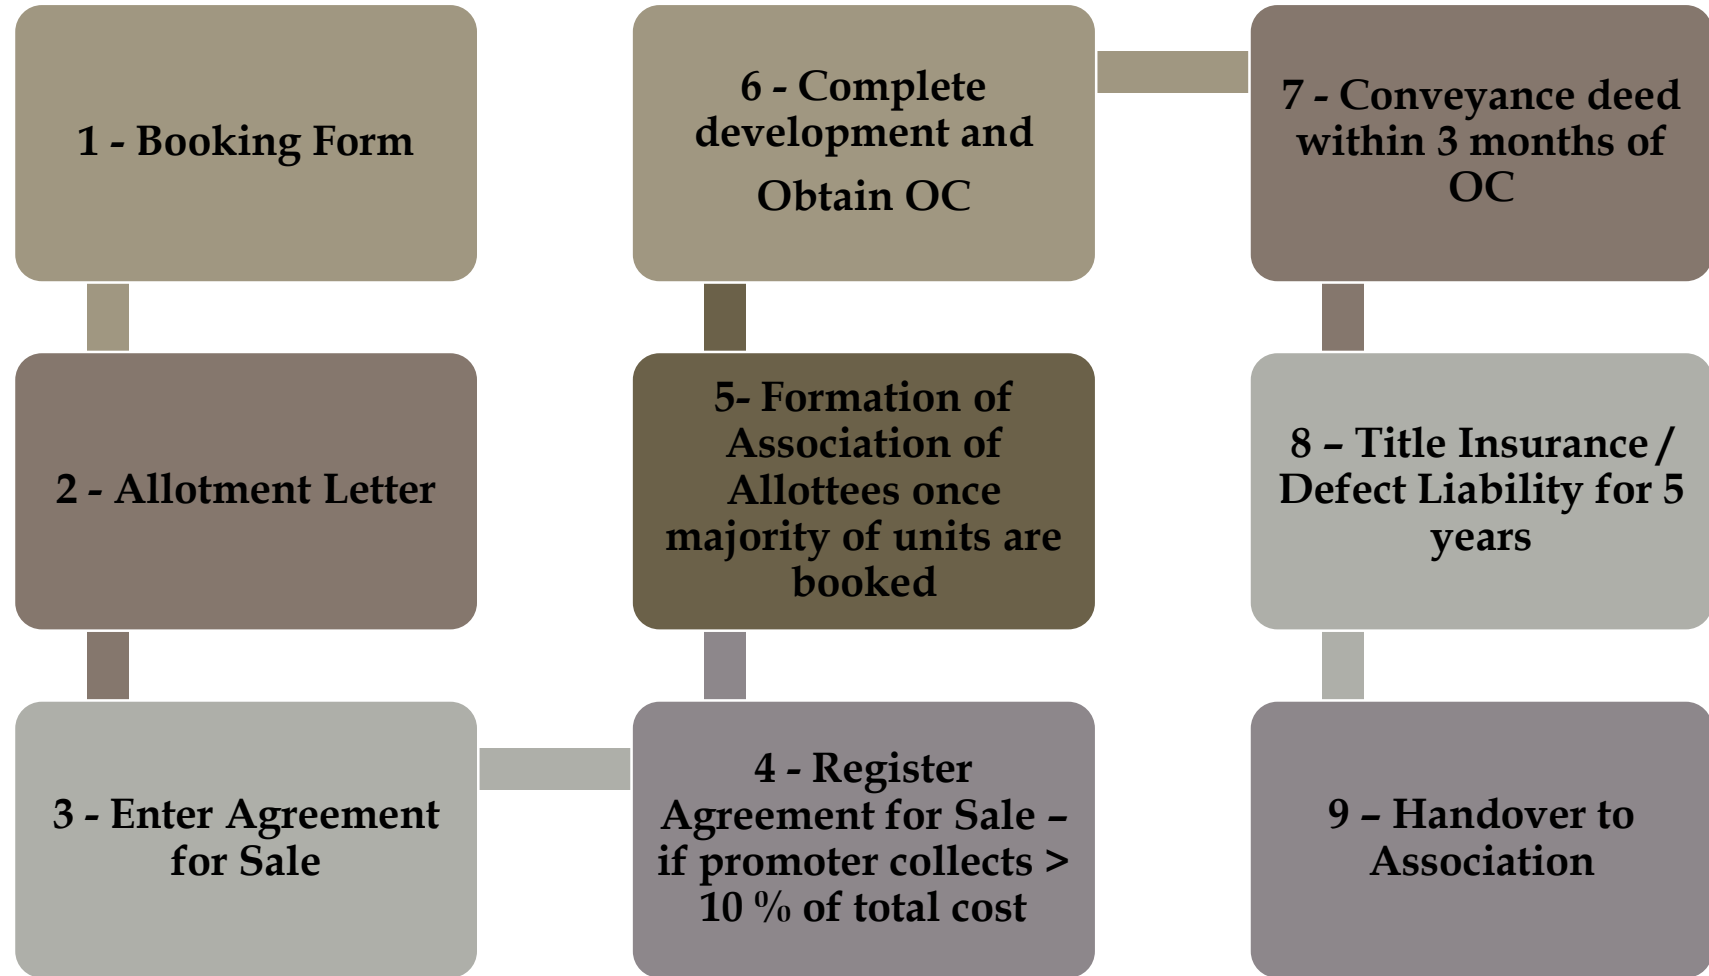 1 - Booking Form
2 - Allotment Letter
3 - Enter Agreement
for Sale
4 - Register
Agreement for Sale –
if promoter collects >
10 % of total cost
5- Formation of
Association of
Allottees once
majority of units are
booked
6 - Complete
development and
Obtain OC
7 - Conveyance deed
within 3 months of
OC
8 – Title Insurance /
Defect Liability for 5
years
9 – Handover to
Association